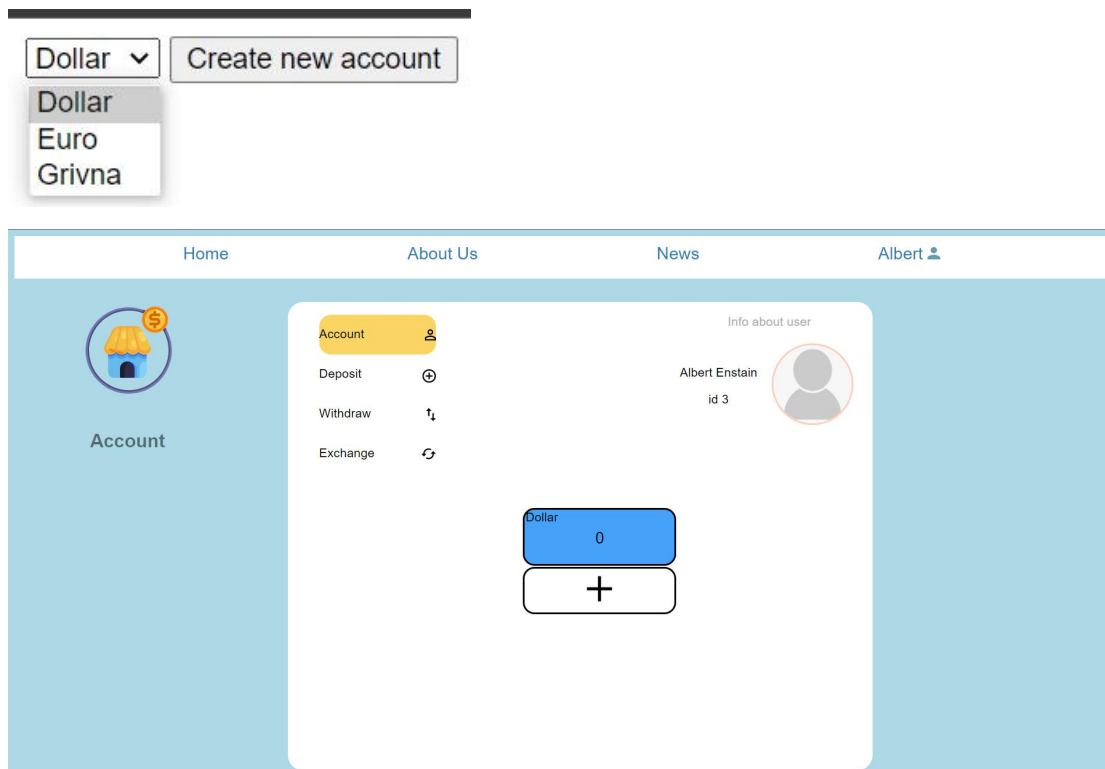 Dollar Create new account
Dollar
Euro
Grivna
Home About Us News Albert
$
Account
Account
Deposit
Withdraw
Exchange
Info about user
Albert Enstain
id 3
Dollar
0
+